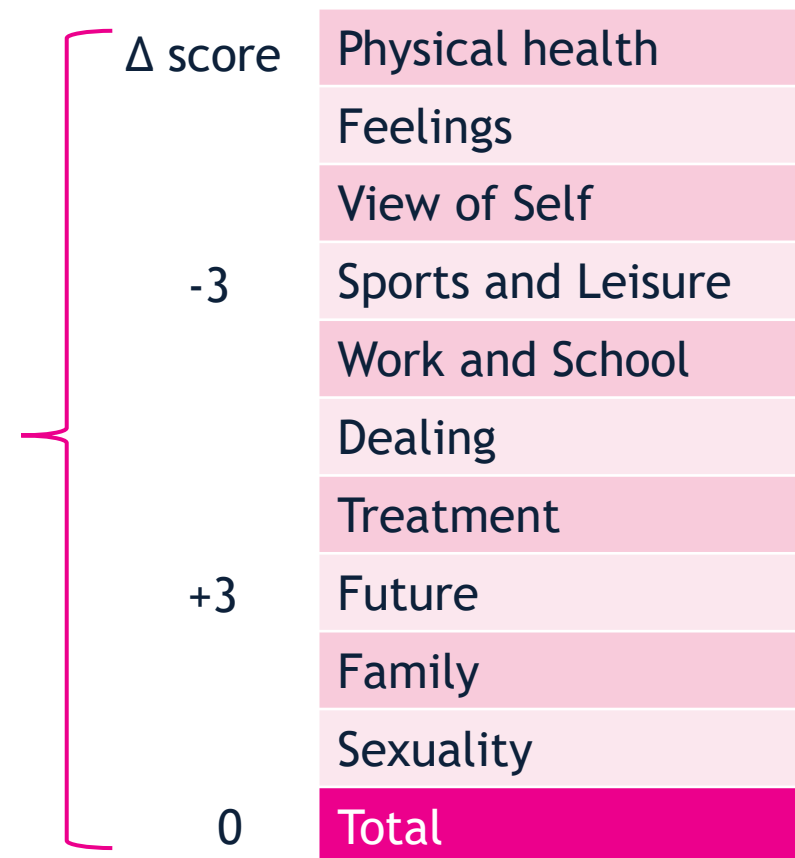 Δ score Physical health
Feelings
View of Self
-3 Sports and Leisure
Work and School
Dealing
Treatment
+3 Future
Family
Sexuality
0 Total